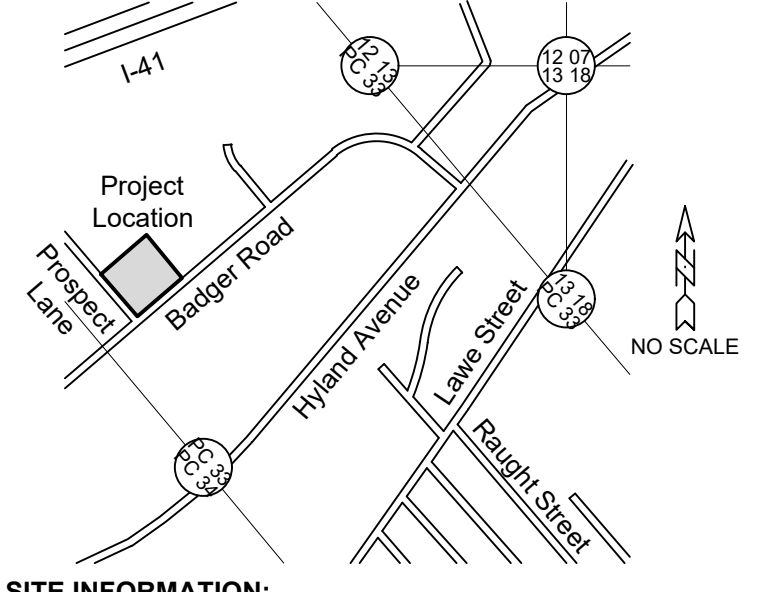 I-41
12 13
PC 33
12 07
13 18
Project
Location
Prospect
Lane
Badger Road
Hyland Avenue
Lawe Street
13 18
PC 33
NO SCALE
Raught Street
PC 33
PC 34
SITE INFORMATION: